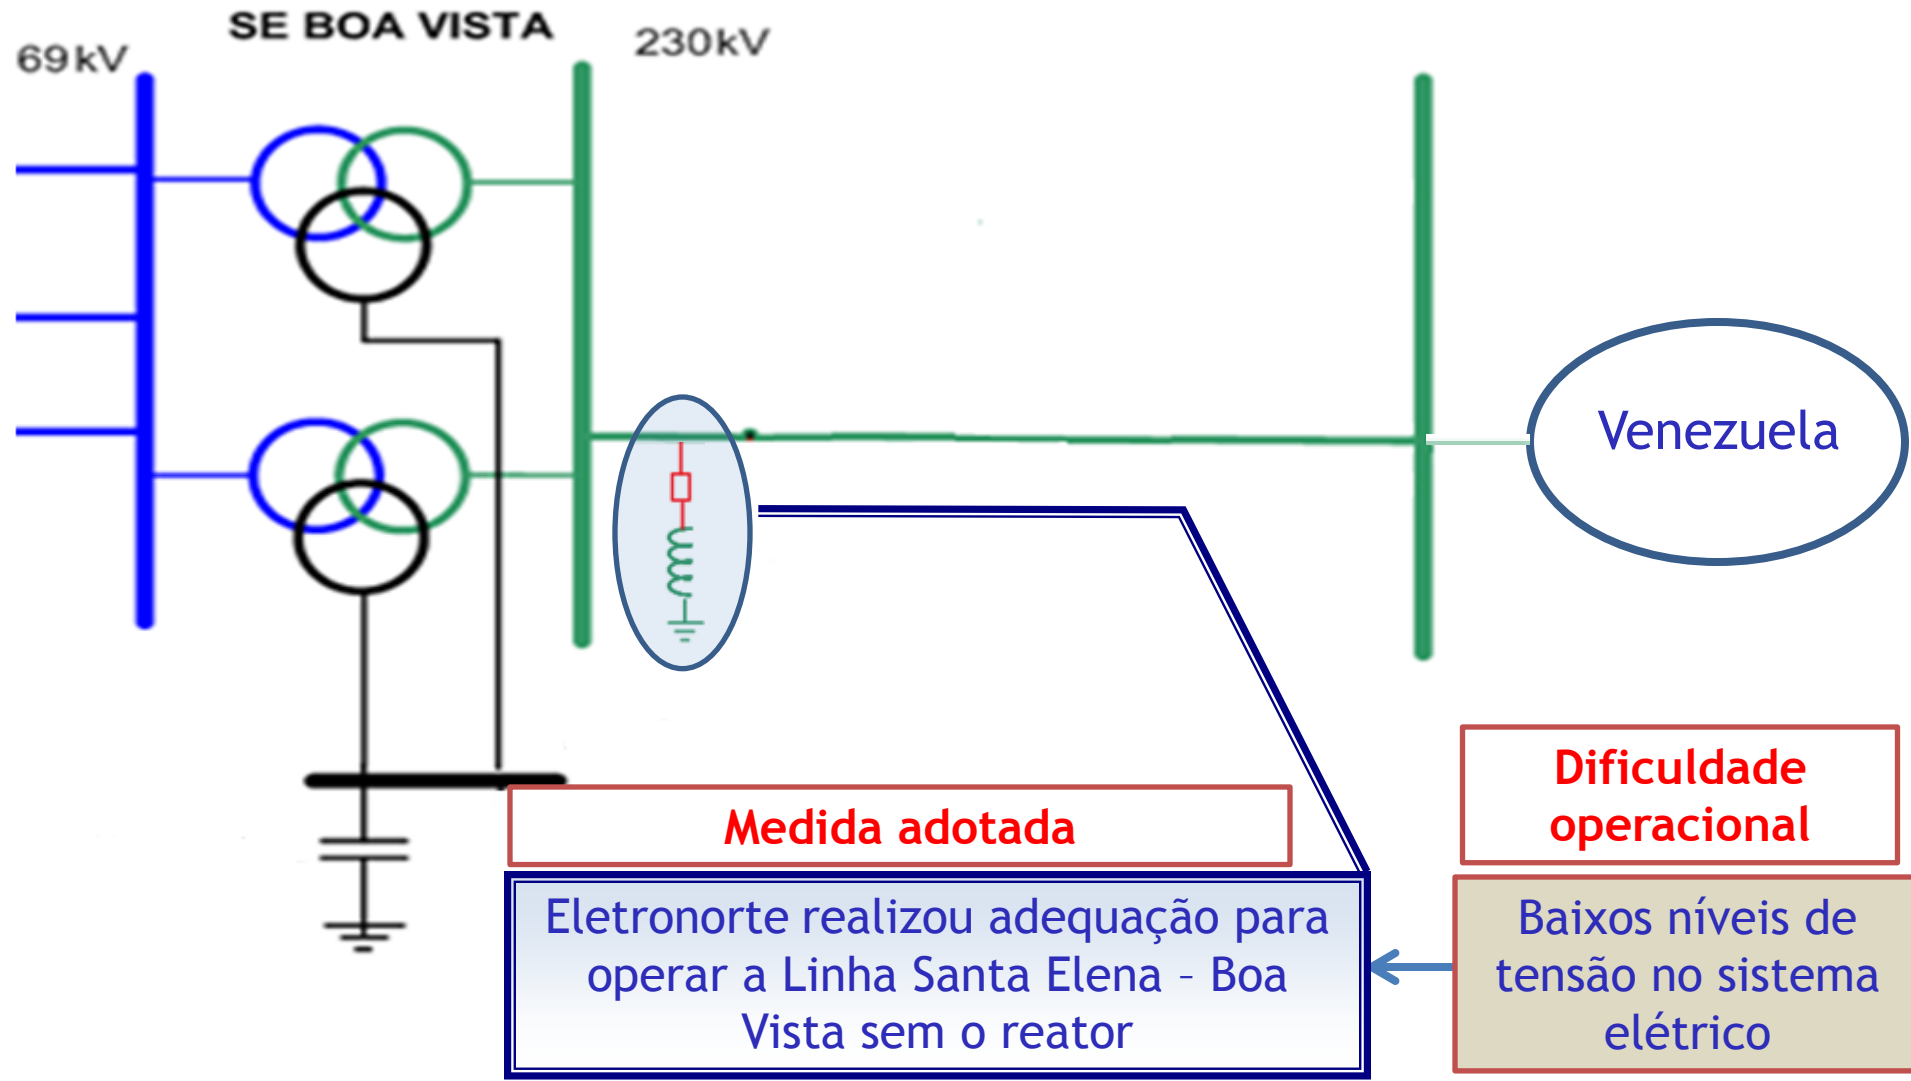 SE BOA VISTA
69kV
230kV
Venezuela
Medida adotada
Eletronorte realizou adequação para
operar a Linha Santa Elena – Boa
Vista sem o reator
Dificuldade
operacional
Baixos níveis de
tensão no sistema
elétrico